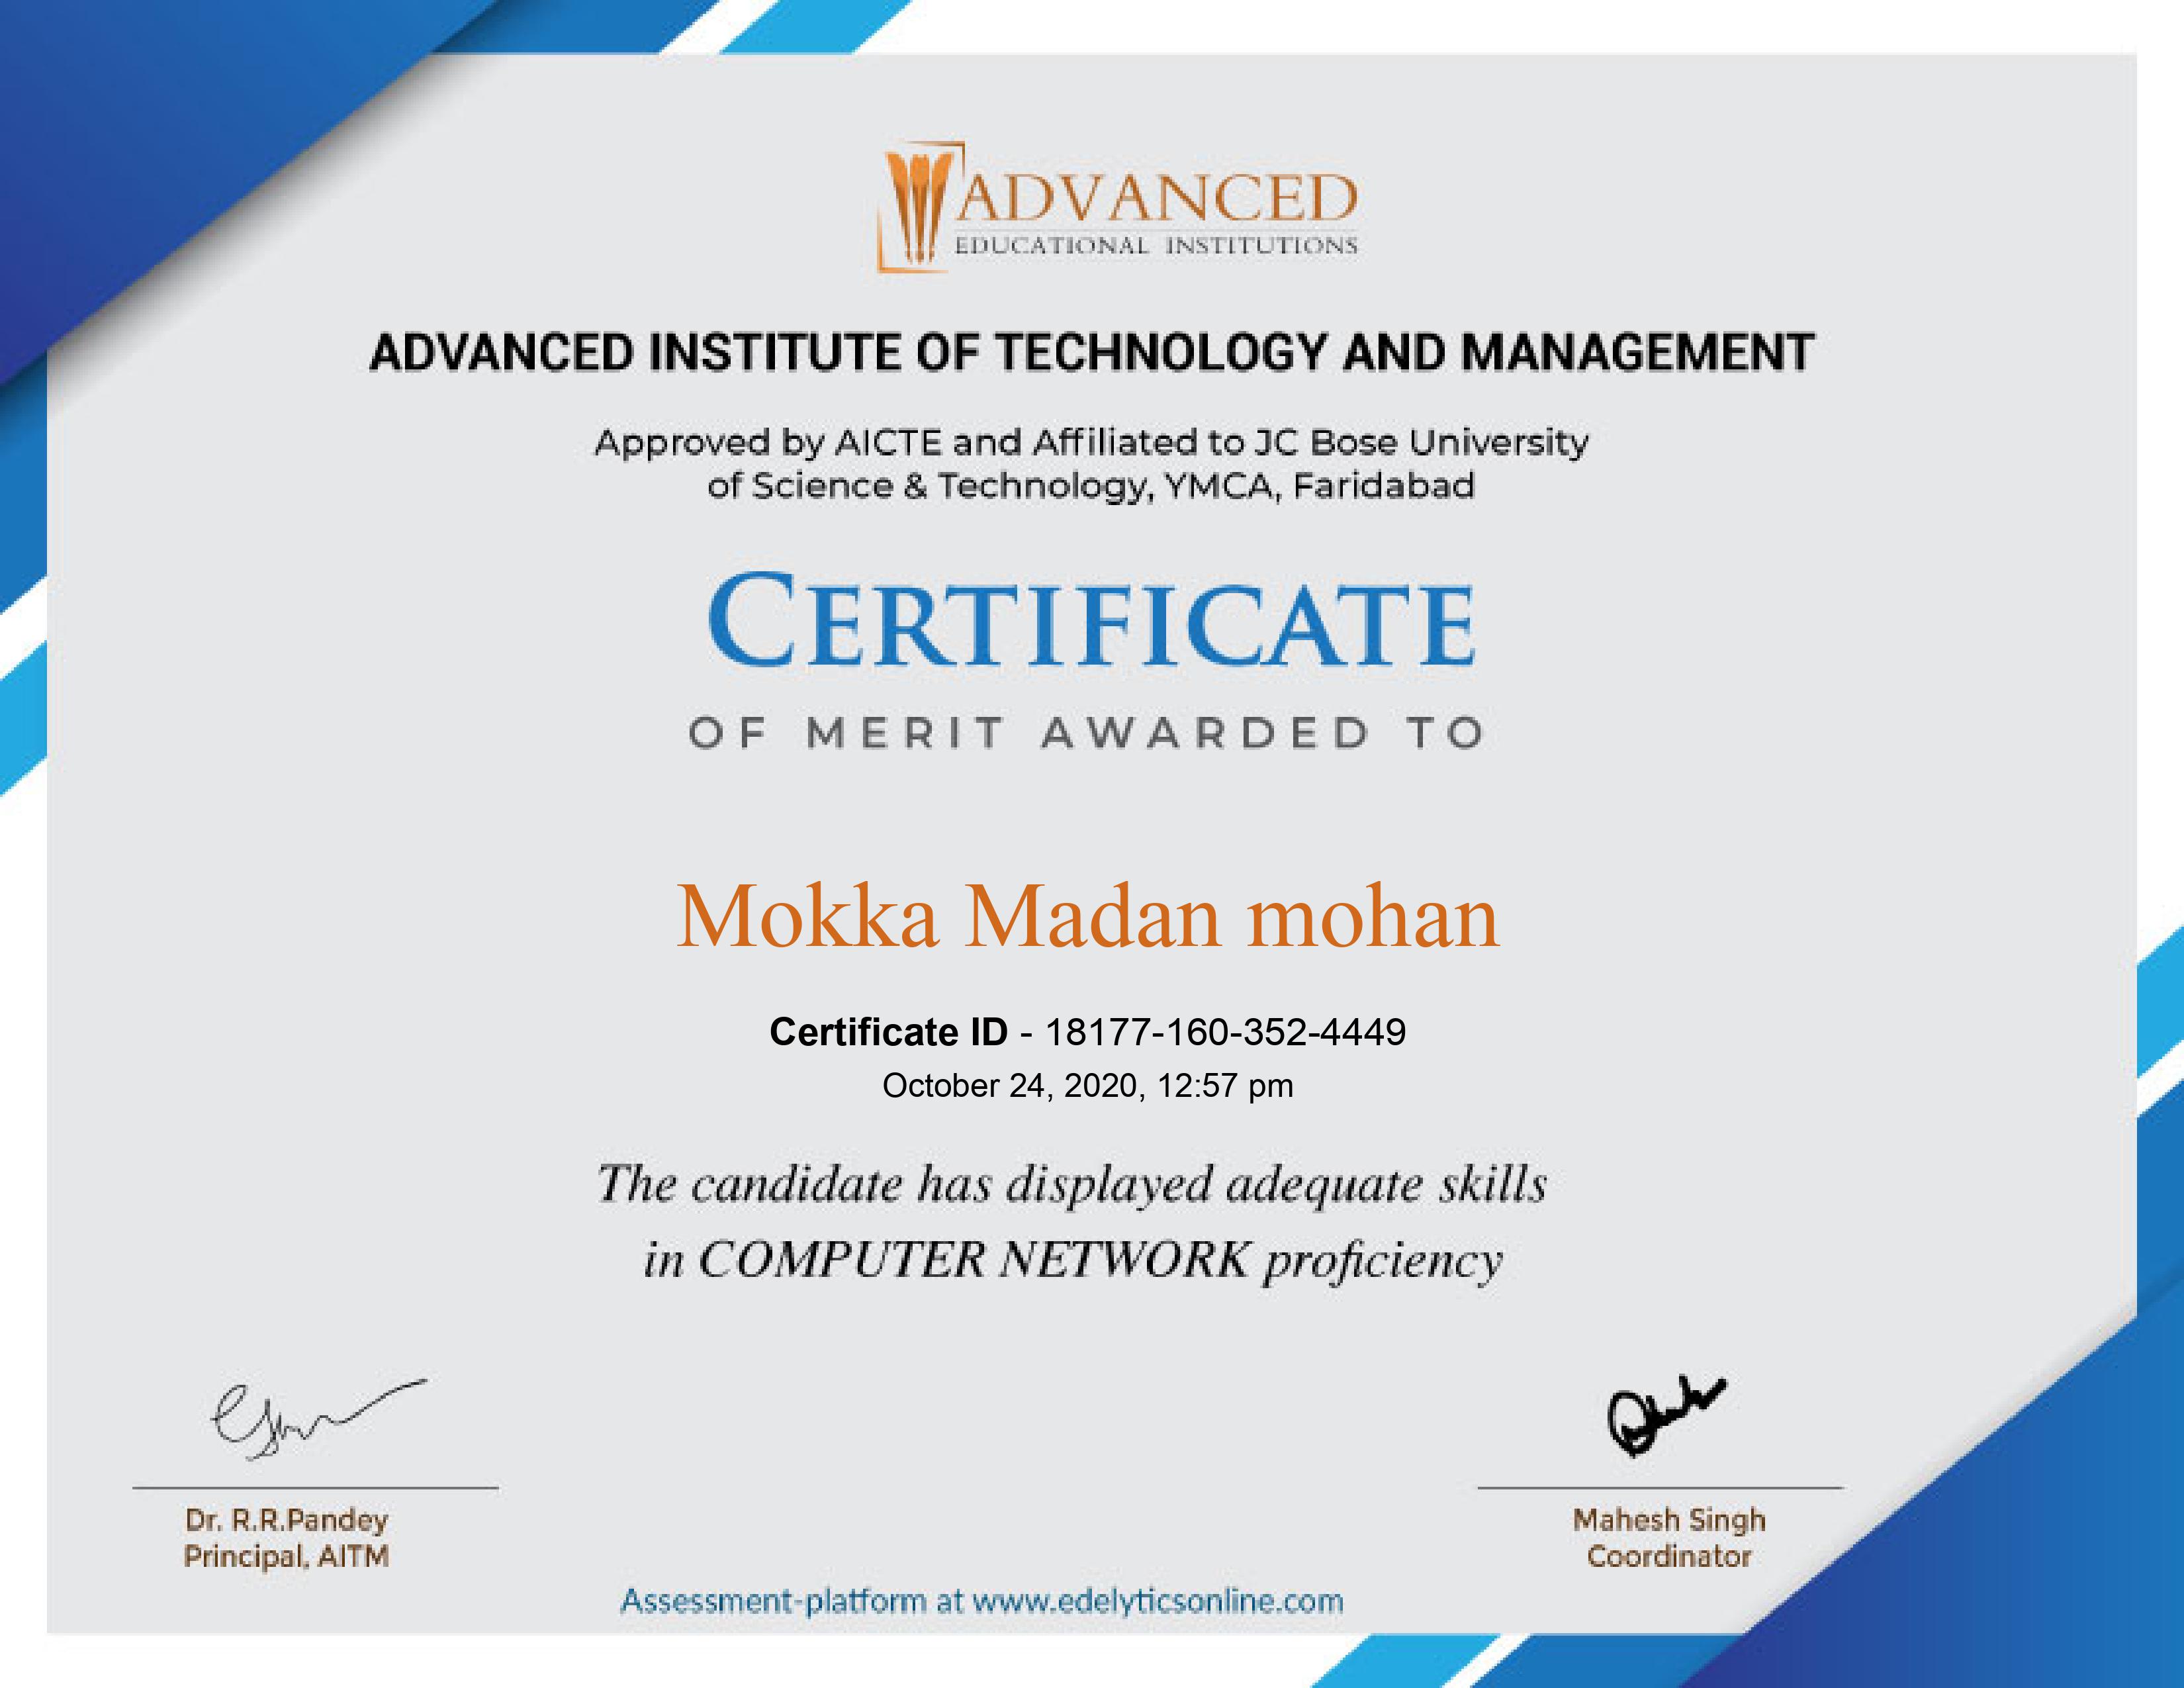 ADVANCED
EDUCATIONAL INSTITUTIONS
ADVANCED INSTITUTE OF TECHNOLOGY AND MANAGEMENT
Approved by AICTE and Affiliated to JC Bose University
of Science & Technology, YMCA, Faridabad
CERTIFICATE
OF MERIT AWARDED TO
Mokka Madan mohan
Certificate ID - 18177-160-352-4449
October 24, 2020, 12:57 pm
The candidate has displayed adequate skills
in COMPUTER NETWORK proficiency
Dr. R.R.Pandey
Principal, AITM
Mahesh Singh
Coordinator
Assessment-platform at www.edelyticsonline.com